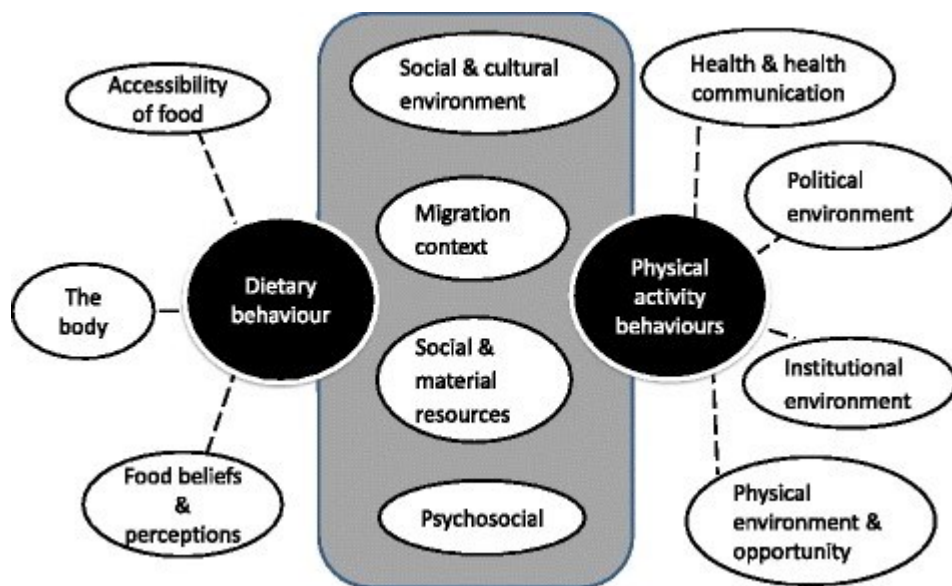 Accessibility
of food
The
body
Food beliefs
&
perceptions
Dietary
behaviour
Social & cultural
environment
Migration
context
Social &
material
resources
Psychosocial
Physical
activity
behaviours
Health & health
communication
Political
environment
Institutional
environment
Physical
environment &
opportunity